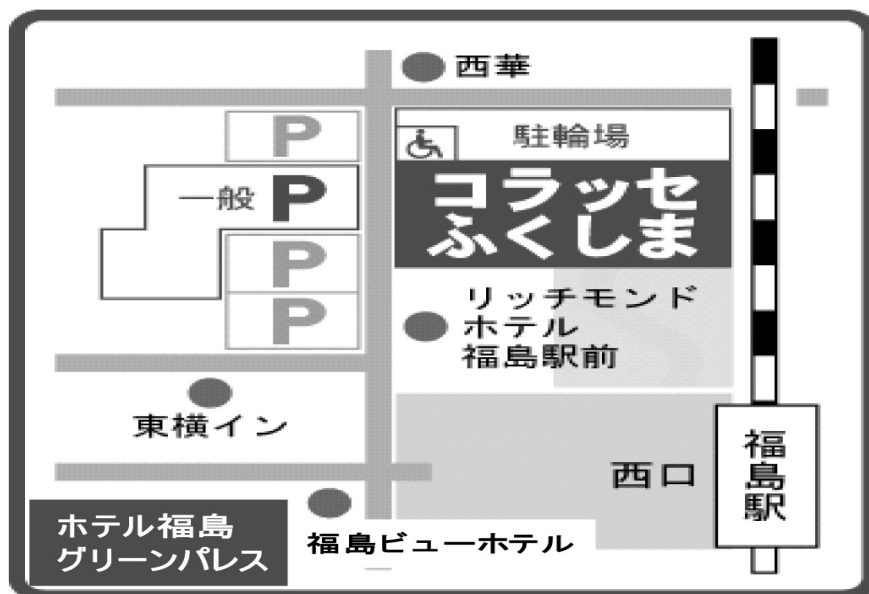 西華
P
駐輪場
一般 P
コラッセ
ふくしま
P
P
リッチモンド
ホテル
福島駅前
東横イン
西口
福島駅
ホテル福島
グリーンパレス
福島ビューホテル